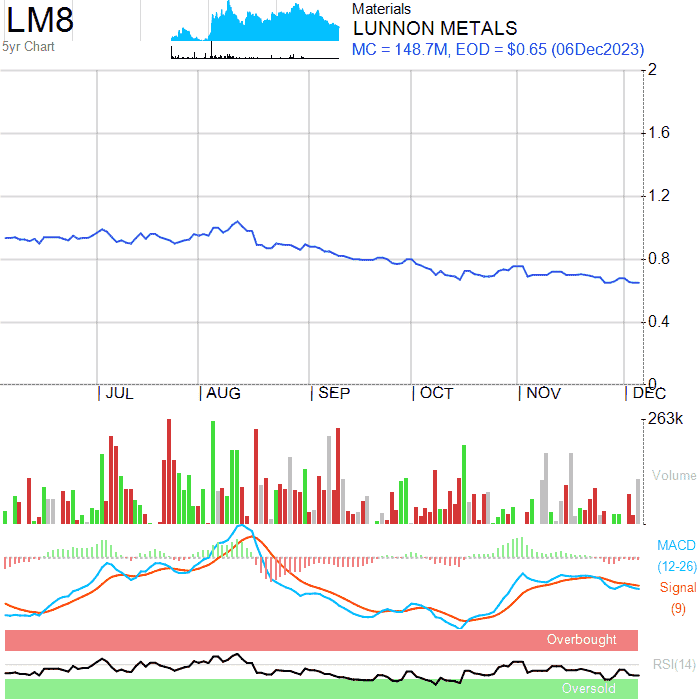 LM8
5yr Chart
Materials
LUNNON METALS
MC = 148.7M, EOD = $0.65 (06Dec2023)
2
1.6
1.2
0.8
0.4
0
JUL
AUG
SEP
OCT
NOV
DEC
263k
Volume
MACD
(12-26)
Signal
(9)
Overbought
RSI(14)
Oversold